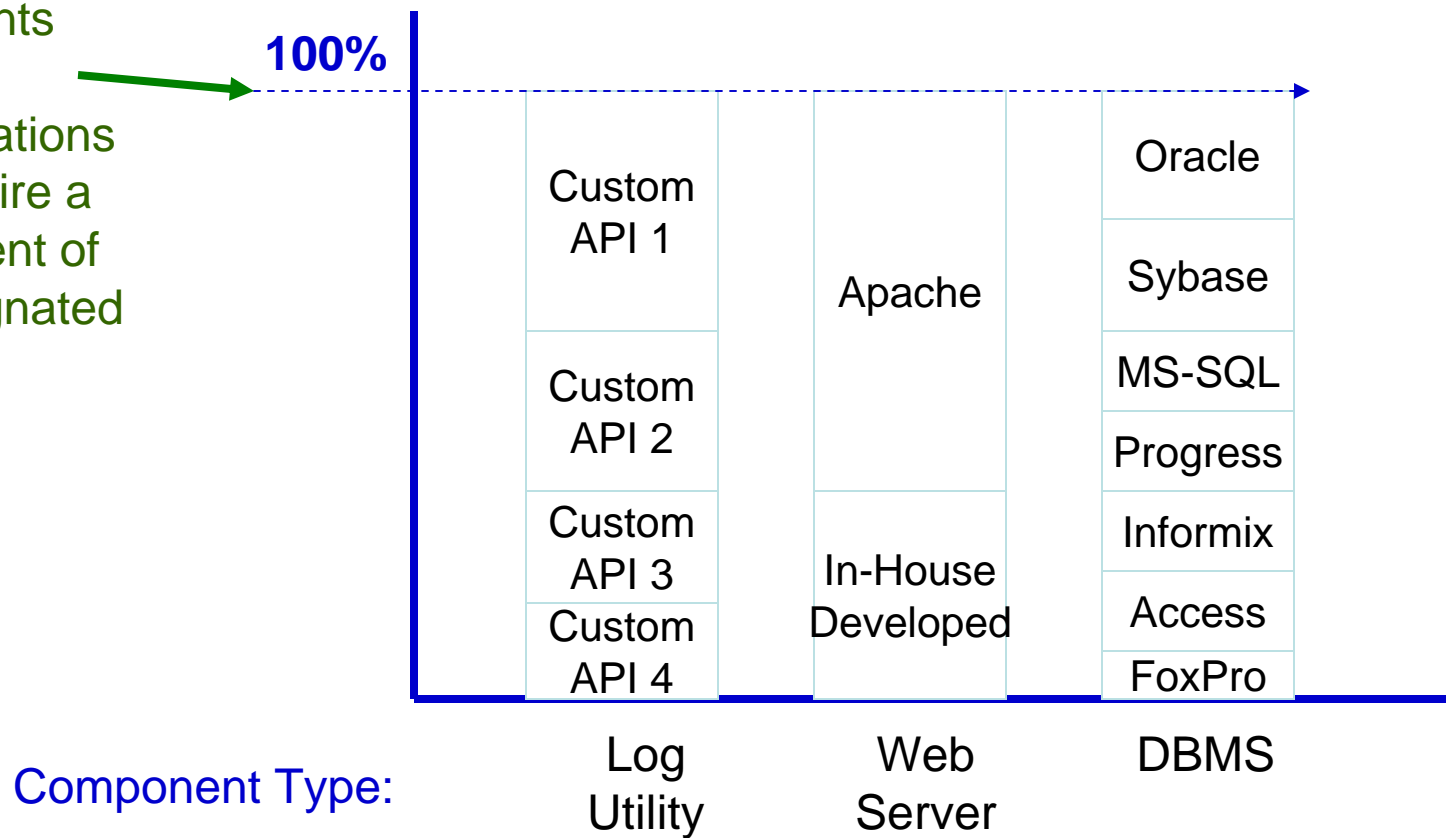 100%
Custom
API 1
Custom
API 2
Custom
API 3
Custom
API 4
Apache
In-House
Developed
Oracle
Sybase
MS-SQL
Progress
Informix
Access
FoxPro
Component Type:
Log
Utility
Web
Server
DBMS
a
of